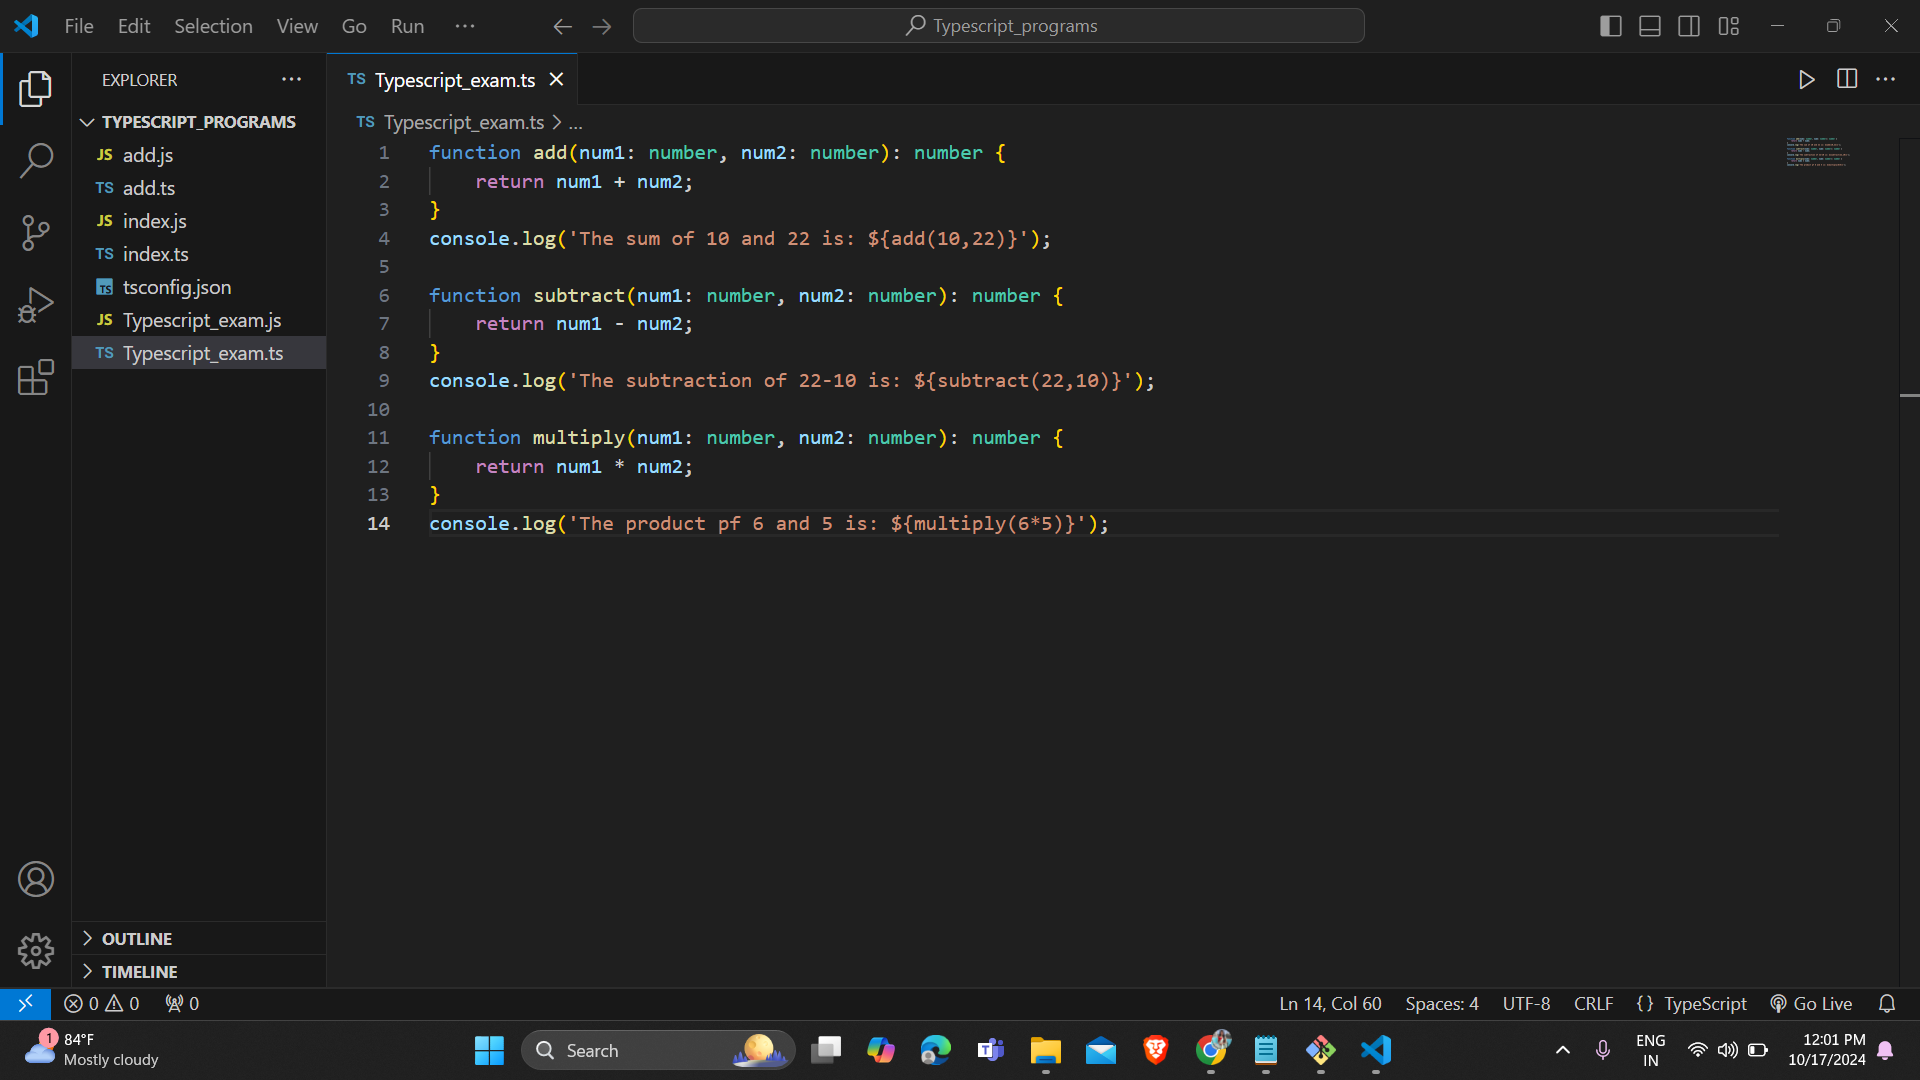 File Edit Selection View Go Run ··· Typescript_programs
EXPLORER ···
TYPESCRIPT_PROGRAMS
JS add.js
TS add.ts
JS index.js
TS index.ts
TS tsconfig.json
JS Typescript_exam.js
TS Typescript_exam.ts
OUTLINE
TIMELINE
TS Typescript_exam.ts
TS Typescript_exam.ts > ...
1 function add(num1: number, num2: number): number {
2 return num1 + num2;
3 }
4 console.log('The sum of 10 and 22 is: ${add(10,22)}');
5
6 function subtract(num1: number, num2: number): number {
7 return num1 - num2;
8 }
9 console.log('The subtraction of 22-10 is: ${subtract(22,10)}');
10
11 function multiply(num1: number, num2: number): number {
12 return num1 * num2;
13 }
14 console.log('The product pf 6 and 5 is: ${multiply(6*5)}');
0 0 0 Ln 14, Col 60 Spaces: 4 UTF-8 CRLF {} TypeScript Go Live
1 84°F
Mostly cloudy
Search
ENG
IN
12:01 PM
10/17/2024